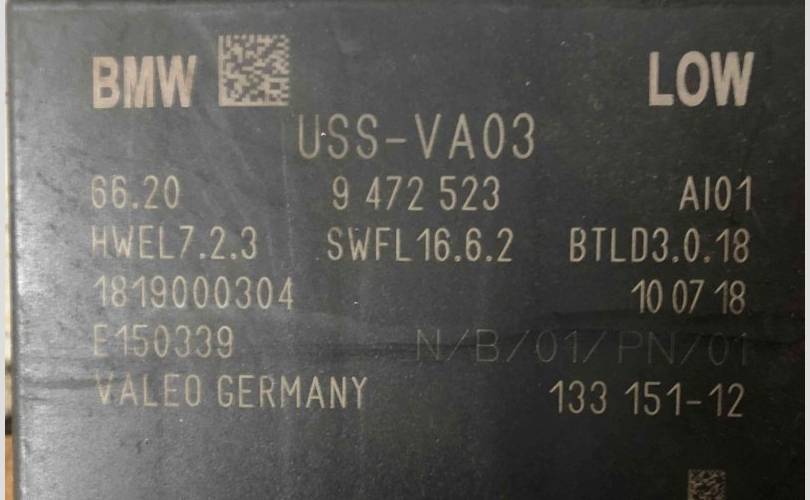 BMW LOW
USS-VA03
66.20 9 472 523 AI01
HWEL7.2.3 SWFL16.6.2 BTLD3.0.18
1819000304 10 07 18
E150339 N/B/01/PN/01
VALEO GERMANY 133 151-12